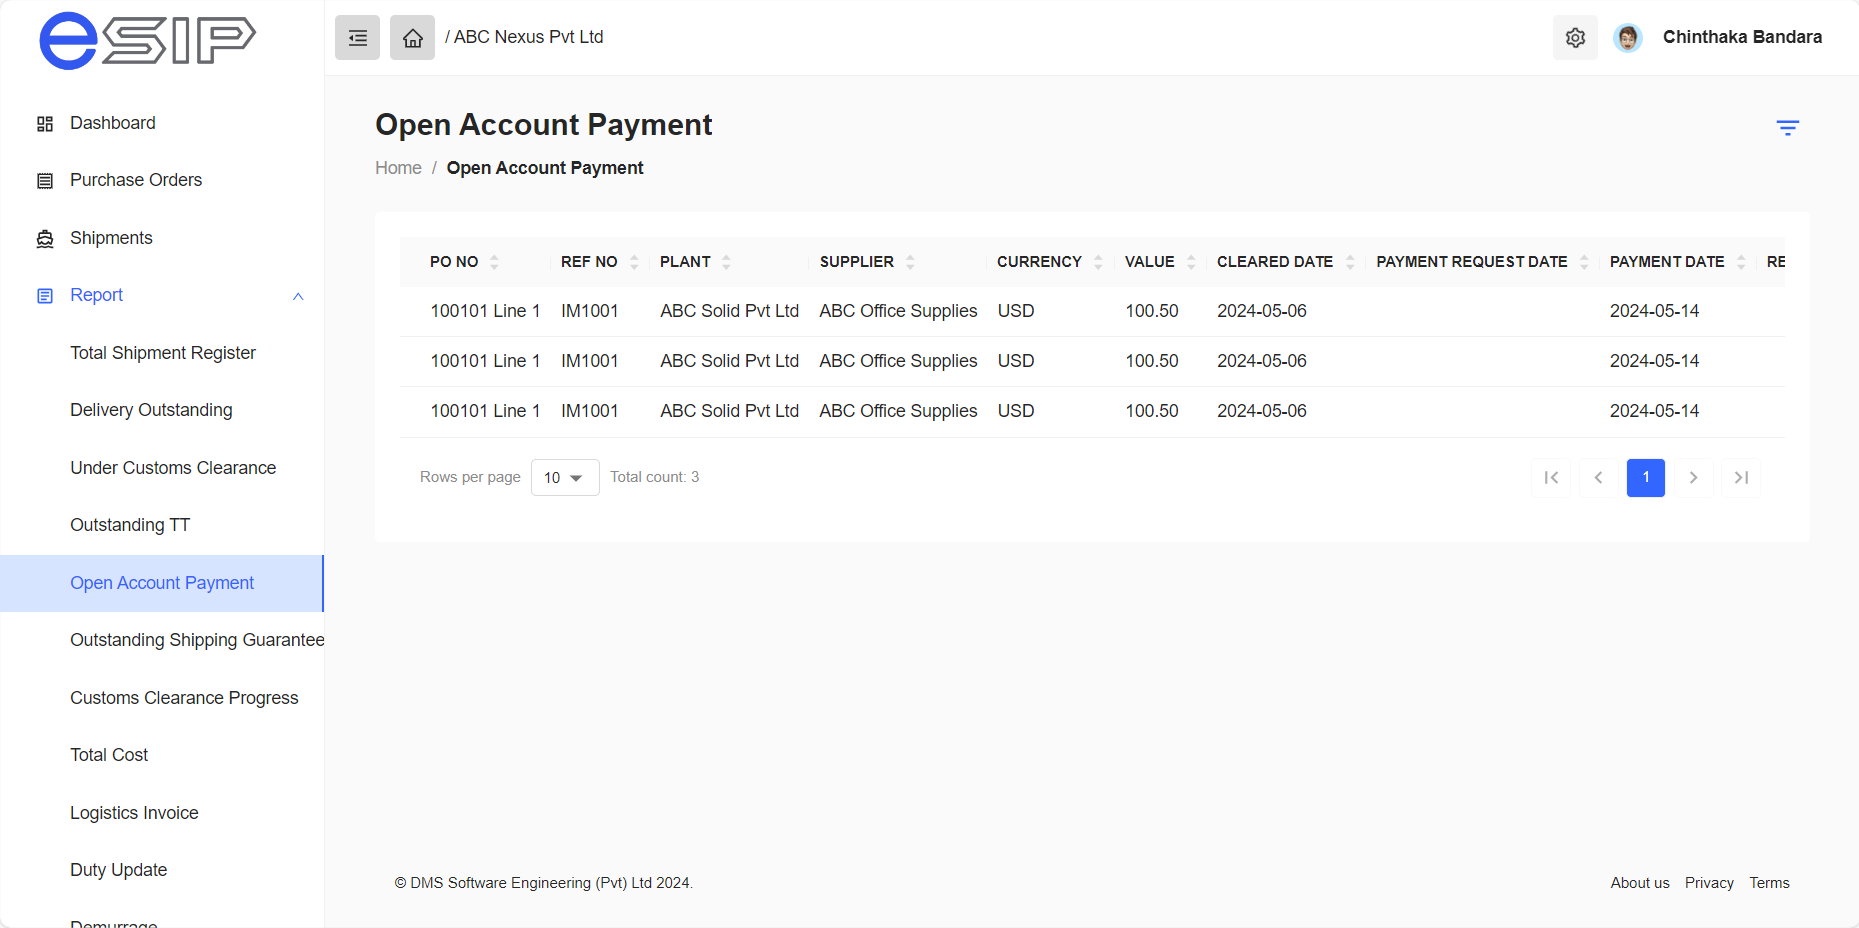 eSIP
/ ABC Nexus Pvt Ltd
Chinthaka Bandara
Dashboard
Purchase Orders
Shipments
Report
Total Shipment Register
Delivery Outstanding
Under Customs Clearance
Outstanding TT
Open Account Payment
Outstanding Shipping Guarantee
Customs Clearance Progress
Total Cost
Logistics Invoice
Duty Update
Demurrage
Open Account Payment
Home / Open Account Payment
PO NO REF NO PLANT SUPPLIER CURRENCY VALUE CLEARED DATE PAYMENT REQUEST DATE PAYMENT DATE RE
100101 Line 1 IM1001 ABC Solid Pvt Ltd ABC Office Supplies USD 100.50 2024-05-06 2024-05-14
100101 Line 1 IM1001 ABC Solid Pvt Ltd ABC Office Supplies USD 100.50 2024-05-06 2024-05-14
100101 Line 1 IM1001 ABC Solid Pvt Ltd ABC Office Supplies USD 100.50 2024-05-06 2024-05-14
Rows per page 10 Total count: 3 1
© DMS Software Engineering (Pvt) Ltd 2024. About us Privacy Terms